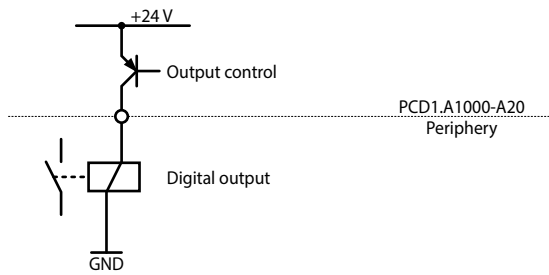 +24 V
Output control
PCD1.A1000-A20
Periphery
Digital output
GND